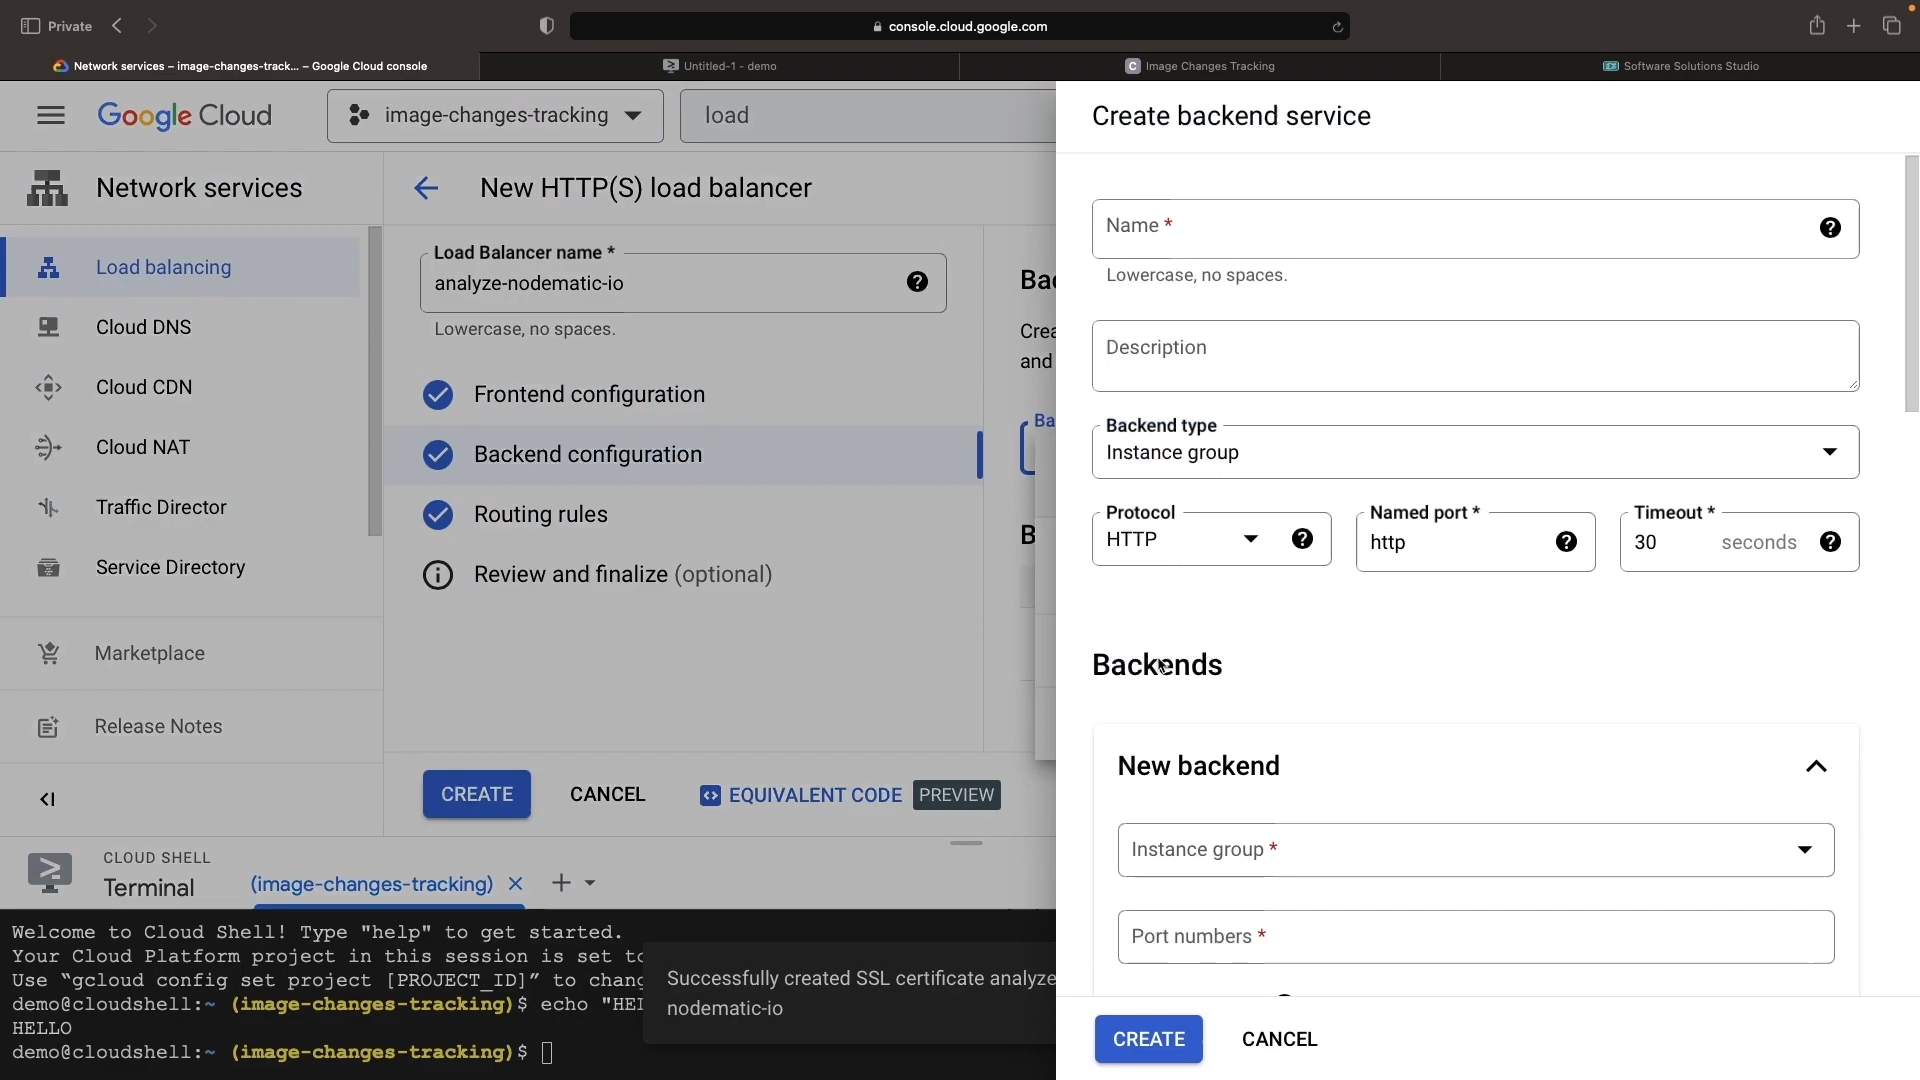 Private
console.cloud.google.com
Network services – image-changes-track... – Google Cloud console
Untitled-1 - demo
C
Image Changes Tracking
Software Solutions Studio
Google Cloud
image-changes-tracking
load
Network services
Load balancing
Cloud DNS
Cloud CDN
Cloud NAT
Traffic Director
Service Directory
Marketplace
Release Notes
New HTTP(S) load balancer
Load Balancer name *
analyze-nodematic-io
Lowercase, no spaces.
Frontend configuration
Backend configuration
Routing rules
Review and finalize (optional)
CREATE
CANCEL
EQUIVALENT CODE
PREVIEW
Ba
Crea
and
Ba
B
Create backend service
Name *
Lowercase, no spaces.
Description
Backend type
Instance group
Protocol
HTTP
Named port *
http
Timeout *
30 seconds
Backends
New backend
Instance group *
Port numbers *
CREATE
CANCEL
CLOUD SHELL
Terminal
(image-changes-tracking)
Welcome to Cloud Shell! Type "help" to get started.
Your Cloud Platform project in this session is set to
Use “gcloud config set project [PROJECT_ID]” to chang
demo@cloudshell:~ (image-changes-tracking)$ echo "HEL
HELLO
demo@cloudshell:~ (image-changes-tracking)$
Successfully created SSL certificate analyze
nodematic-io